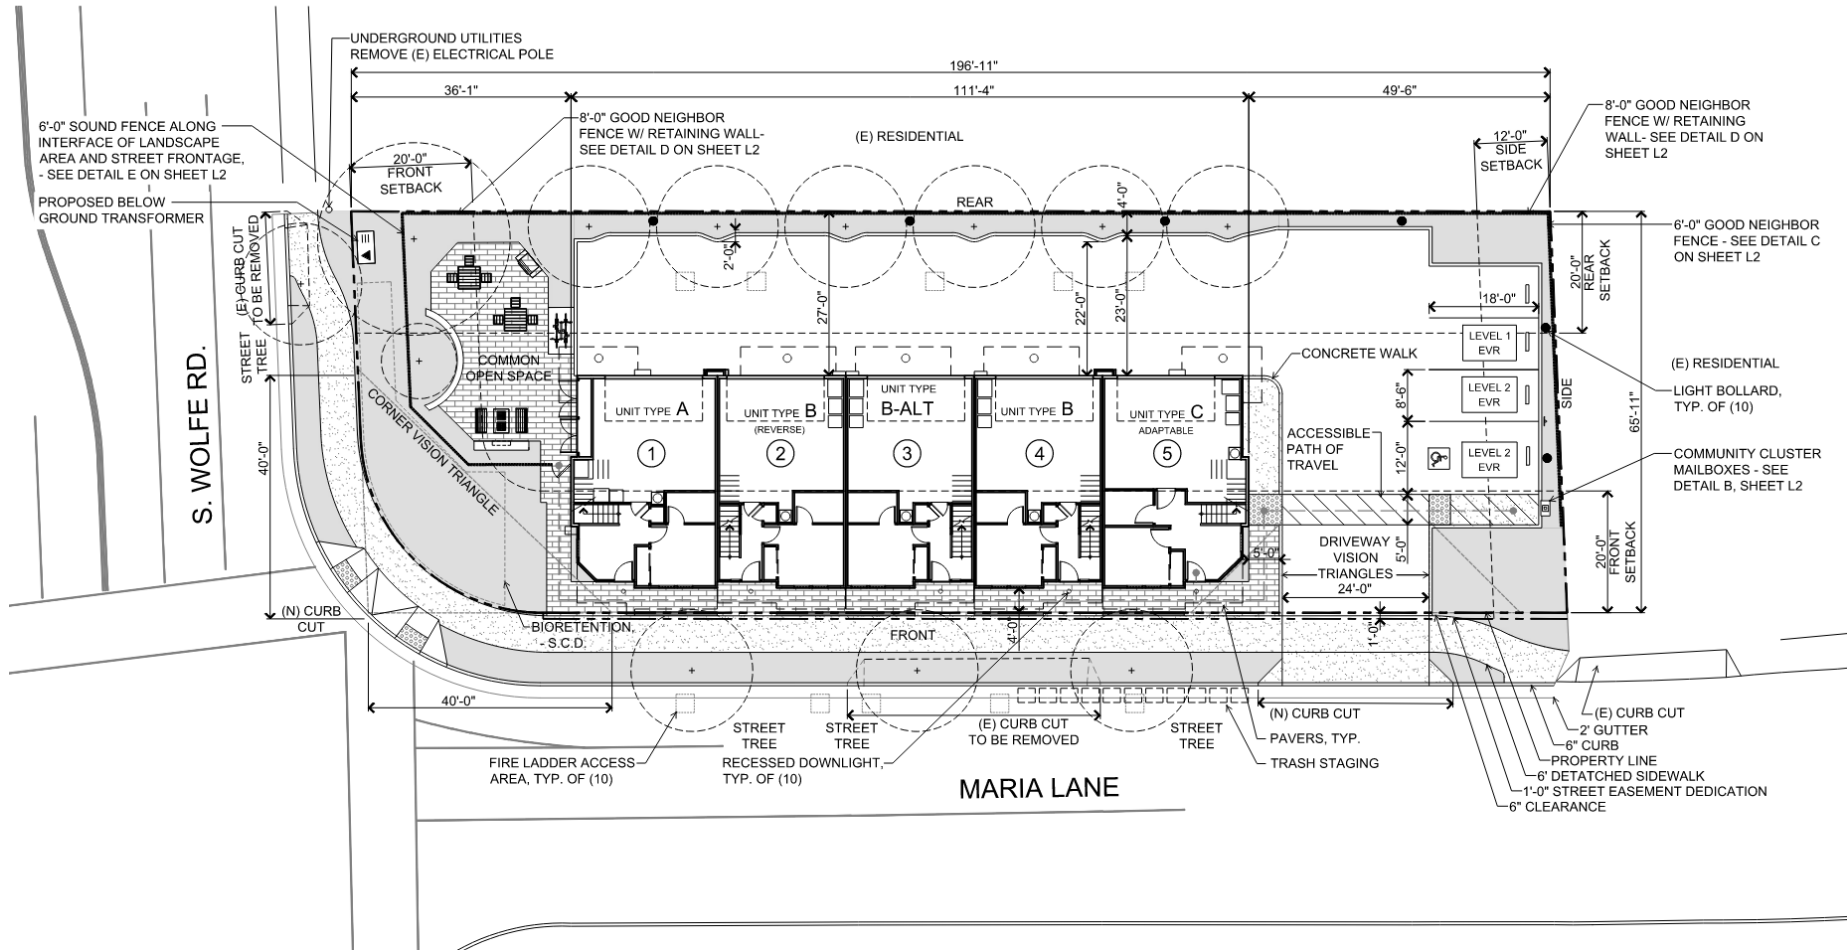 UNDERGROUND UTILITIES
REMOVE (E) ELECTRICAL POLE
196'-11"
36'-1"
111'-4"
49'-6"
6'-0" SOUND FENCE ALONG
INTERFACE OF LANDSCAPE
AREA AND STREET FRONTAGE,
- SEE DETAIL E ON SHEET L2
PROPOSED BELOW
GROUND TRANSFORMER
20'-0"
FRONT
SETBACK
8'-0" GOOD NEIGHBOR
FENCE W/ RETAINING WALL-
SEE DETAIL D ON SHEET L2
(E) RESIDENTIAL
12'-0"
SIDE
SETBACK
8'-0" GOOD NEIGHBOR
FENCE W/ RETAINING
WALL- SEE DETAIL D ON
SHEET L2
REAR
4'-0"
2'-0"
27'-0"
22'-0"
23'-0"
6'-0" GOOD NEIGHBOR
FENCE - SEE DETAIL C
ON SHEET L2
20'-0"
REAR
SETBACK
65'-11"
(E) CURB CUT
TO BE REMOVED
STREET
TREE
S. WOLFE RD.
COMMON
OPEN SPACE
CORNER VISION TRIANGLE
40'-0"
18'-0"
LEVEL 1
EVR
LEVEL 2
EVR
LEVEL 2
EVR
8'-6"
12'-0"
5'-0"
SIDE
(E) RESIDENTIAL
LIGHT BOLLARD,
TYP. OF (10)
CONCRETE WALK
UNIT TYPE A
1
UNIT TYPE B
(REVERSE)
2
UNIT TYPE
B-ALT
3
UNIT TYPE B
4
UNIT TYPE C
ADAPTABLE
5
ACCESSIBLE
PATH OF
TRAVEL
COMMUNITY CLUSTER
MAILBOXES - SEE
DETAIL B, SHEET L2
20'-0"
FRONT
SETBACK
5'-0"
DRIVEWAY
VISION
TRIANGLES
24'-0"
1'-0"
(N) CURB
CUT
BIORETENTION,
- S.C.D.
FRONT
4'-0"
40'-0"
FIRE LADDER ACCESS
AREA, TYP. OF (10)
STREET
TREE
RECESSED DOWNLIGHT,
TYP. OF (10)
STREET
TREE
(E) CURB CUT
TO BE REMOVED
STREET
TREE
(N) CURB CUT
PAVERS, TYP.
TRASH STAGING
(E) CURB CUT
2' GUTTER
6" CURB
PROPERTY LINE
6' DETATCHED SIDEWALK
1'-0" STREET EASEMENT DEDICATION
6" CLEARANCE
MARIA LANE